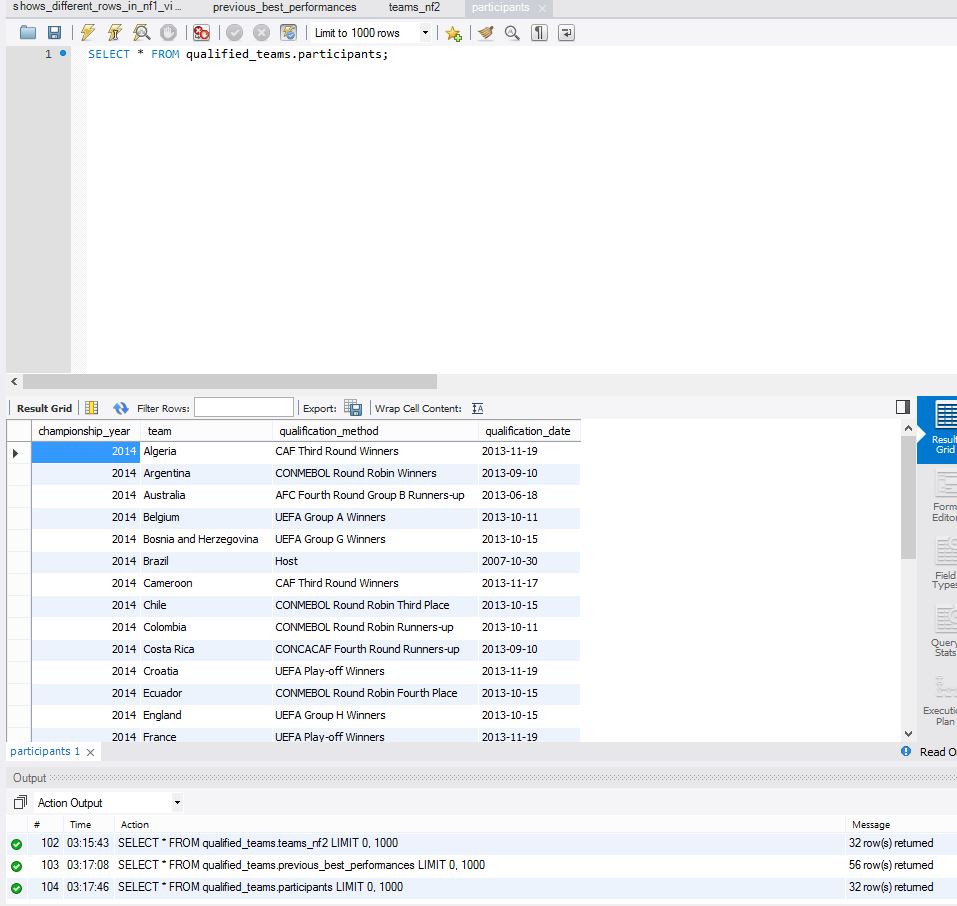 shows_different_rows_in_nf1_vi... previous_best_performances teams_nf2 participants
Limit to 1000 rows
1 SELECT * FROM qualified_teams.participants;
Result Grid Filter Rows: Export: Wrap Cell Content:
championship_year team qualification_method qualification_date
2014 Algeria CAF Third Round Winners 2013-11-19
2014 Argentina CONMEBOL Round Robin Winners 2013-09-10
2014 Australia AFC Fourth Round Group B Runners-up 2013-06-18
2014 Belgium UEFA Group A Winners 2013-10-11
2014 Bosnia and Herzegovina UEFA Group G Winners 2013-10-15
2014 Brazil Host 2007-10-30
2014 Cameroon CAF Third Round Winners 2013-11-17
2014 Chile CONMEBOL Round Robin Third Place 2013-10-15
2014 Colombia CONMEBOL Round Robin Runners-up 2013-10-11
2014 Costa Rica CONCACAF Fourth Round Runners-up 2013-09-10
2014 Croatia UEFA Play-off Winners 2013-11-19
2014 Ecuador CONMEBOL Round Robin Fourth Place 2013-10-15
2014 England UEFA Group H Winners 2013-10-15
2014 France UEFA Play-off Winners 2013-11-19
Result
Grid
Form
Editor
Field
Types
Query
Stats
Executio
Plan
participants 1 Read O
Output
Action Output
# Time Action Message
102 03:15:43 SELECT * FROM qualified_teams.teams_nf2 LIMIT 0, 1000 32 row(s) returned
103 03:17:08 SELECT * FROM qualified_teams.previous_best_performances LIMIT 0, 1000 56 row(s) returned
104 03:17:46 SELECT * FROM qualified_teams.participants LIMIT 0, 1000 32 row(s) returned